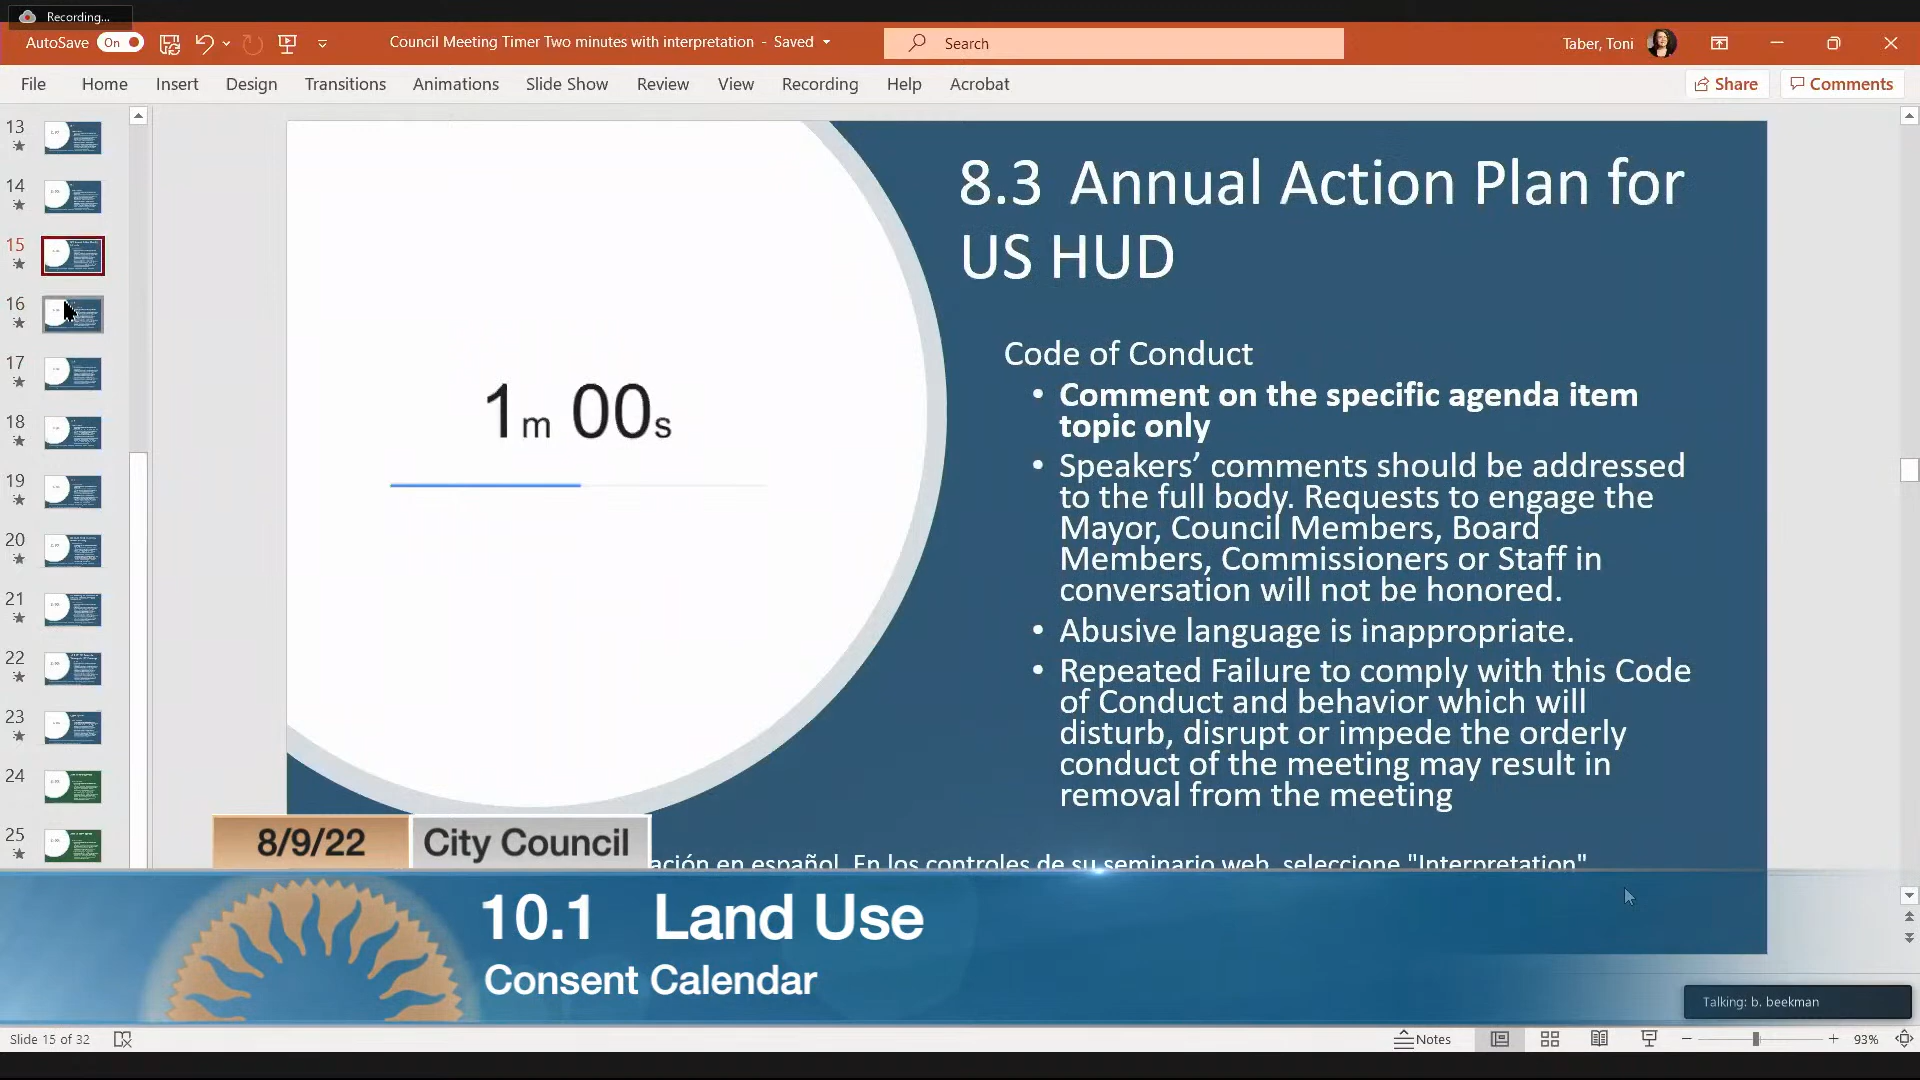 Recording...
AutoSave On
Council Meeting Timer Two minutes with interpretation - Saved
Search
Taber, Toni
File Home Insert Design Transitions Animations Slide Show Review View Recording Help Acrobat
Share Comments
13
14
15
16
17
18
19
20
21
22
23
24
25
8.3 Annual Action Plan for
US HUD
1m 00s
Code of Conduct
• Comment on the specific agenda item
topic only
• Speakers’ comments should be addressed
to the full body. Requests to engage the
Mayor, Council Members, Board
Members, Commissioners or Staff in
conversation will not be honored.
• Abusive language is inappropriate.
• Repeated Failure to comply with this Code
of Conduct and behavior which will
disturb, disrupt or impede the orderly
conduct of the meeting may result in
removal from the meeting
8/9/22 City Council
ación en español. En los controles de su seminario web, seleccione "Interpretation"
10.1 Land Use
Consent Calendar
Talking: b. beekman
Slide 15 of 32
Notes
93%